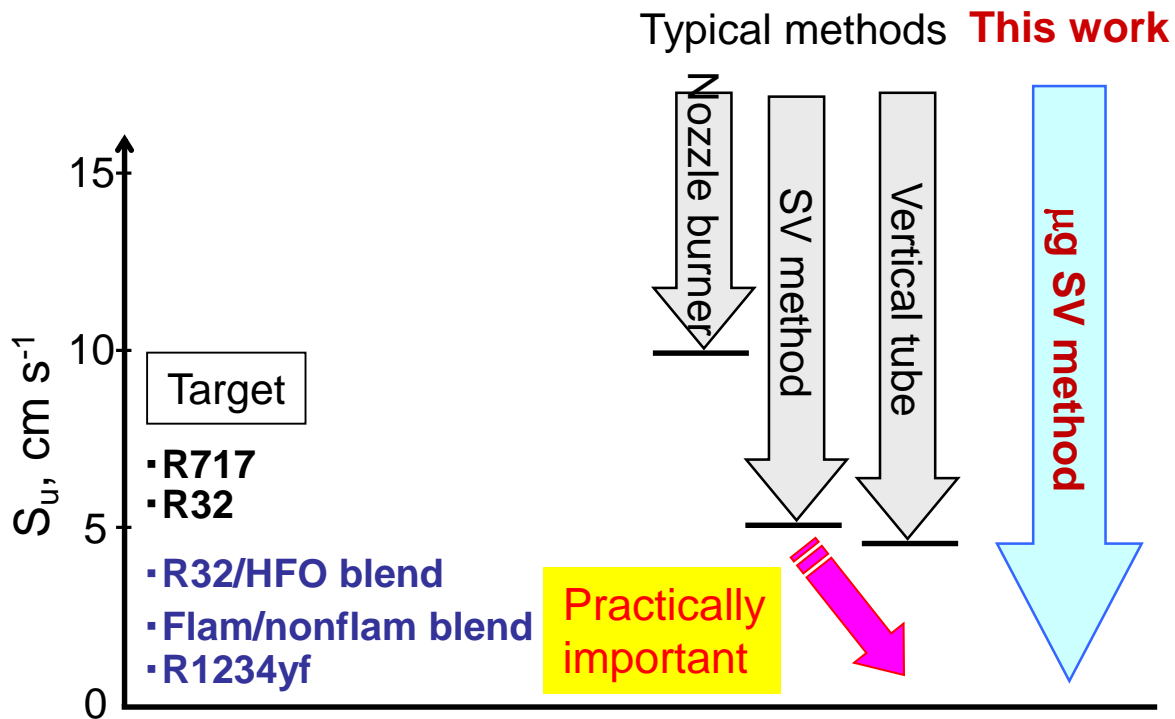 Typical methods This work
Nozzle burner
SV method
Vertical tube
μg SV method
15
10
5
0
Su, cm s-1
Target
▪R717
▪R32
▪R32/HFO blend
▪Flam/nonflam blend
▪R1234yf
Practically
important